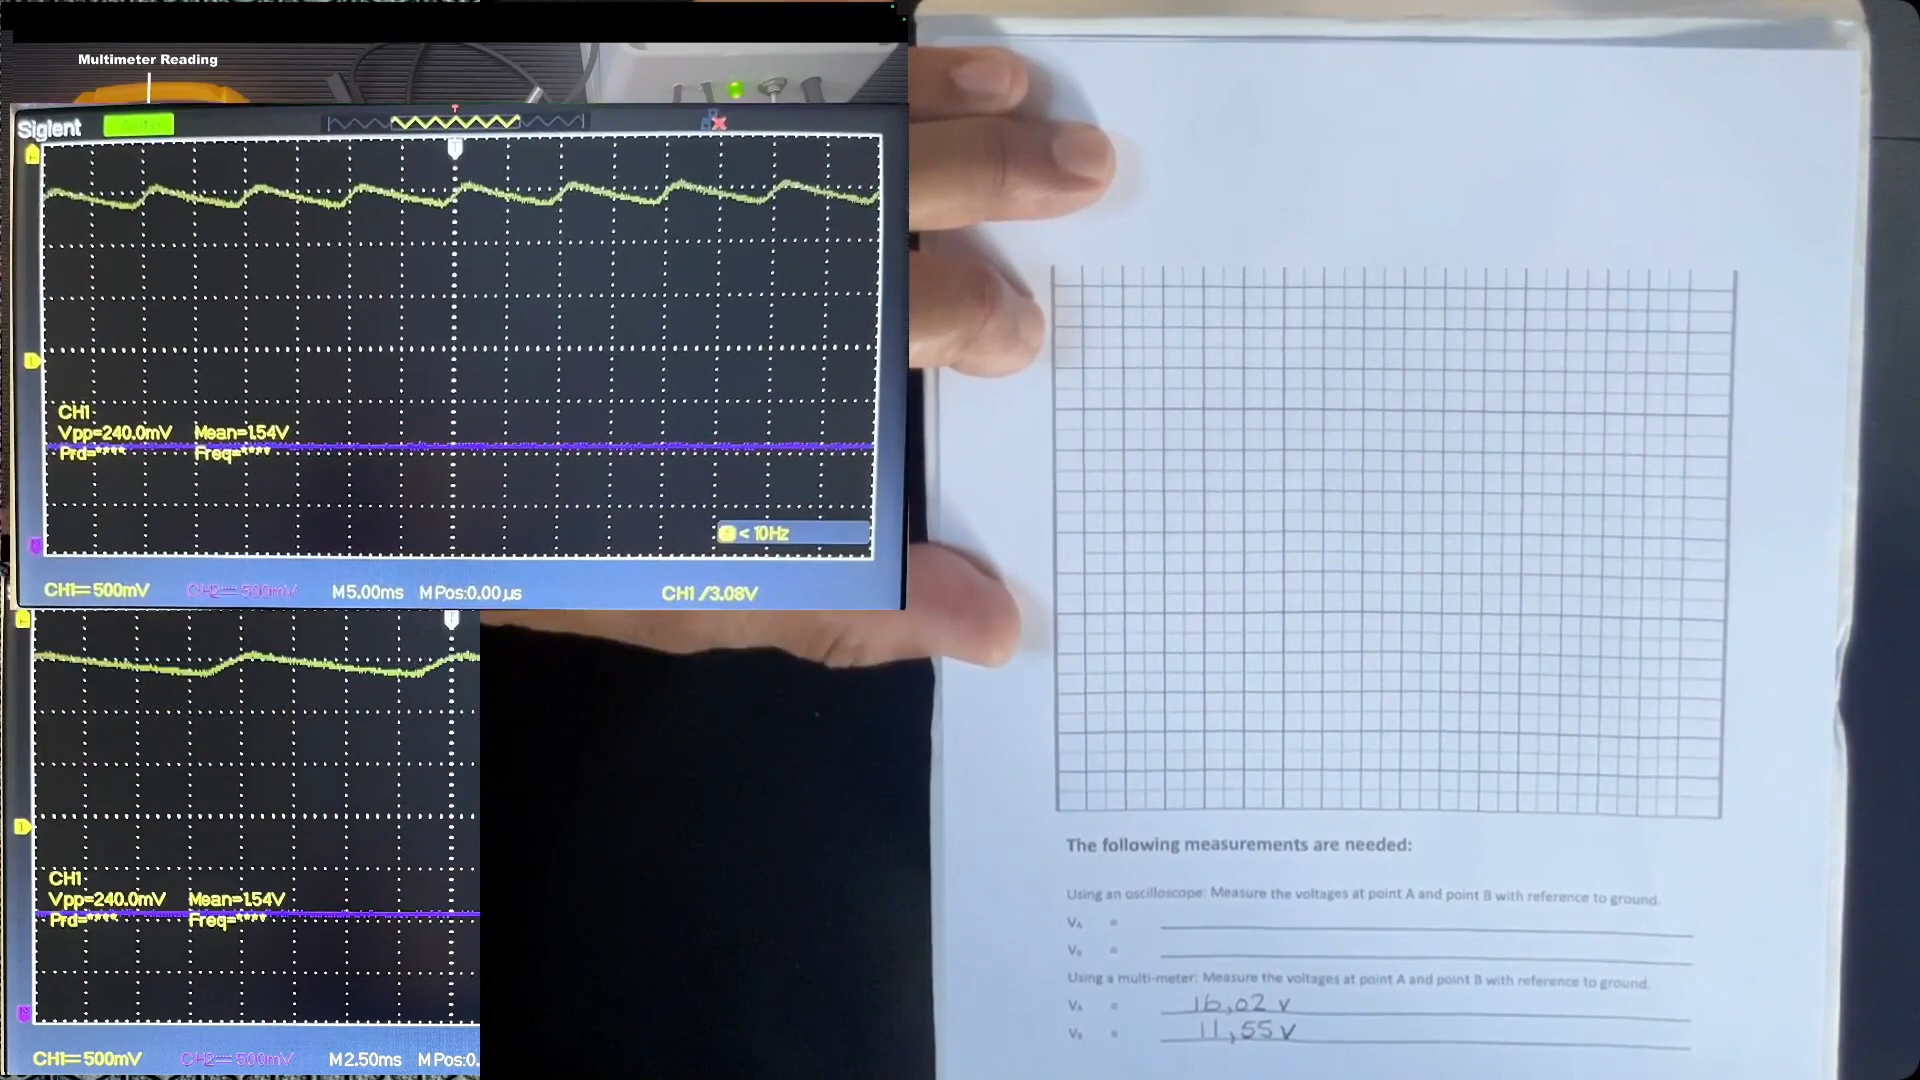 Multimeter Reading
Siglent
CH1
Vpp=240.0mV Mean=1.54V
Prd=**** Freq=****
< 10Hz
CH1 500mV CH2 500mV M 5.00ms M Pos:0.00µs CH1 /3.08V
CH1
Vpp=240.0mV Mean=1.54V
Prd=**** Freq=****
CH1 500mV CH2 500mV M 2.50ms M Pos:0.
The following measurements are needed:
Using an oscilloscope: Measure the voltages at point A and point B with reference to ground.
VA =
VB =
Using a multi-meter: Measure the voltages at point A and point B with reference to ground.
VA = 16,02 V
VB = 11,55 V